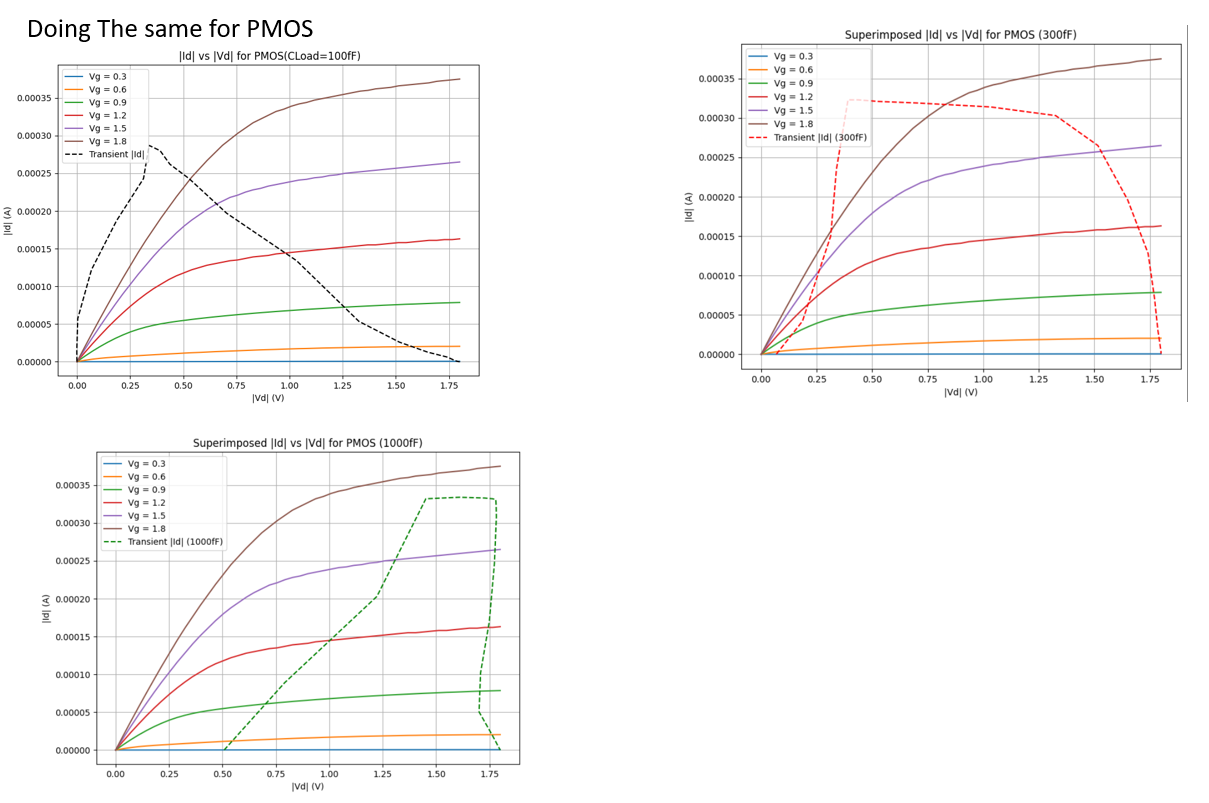 Doing The same for PMOS
|Id| vs |Vd| for PMOS(CLoad=100fF)
Vg = 0.3
Vg = 0.6
Vg = 0.9
Vg = 1.2
Vg = 1.5
Vg = 1.8
Transient |Id|
0.00035
0.00030
0.00025
0.00020
0.00015
0.00010
0.00005
0.00000
|Id| (A)
0.00 0.25 0.50 0.75 1.00 1.25 1.50 1.75
|Vd| (V)
Superimposed |Id| vs |Vd| for PMOS (300fF)
Vg = 0.3
Vg = 0.6
Vg = 0.9
Vg = 1.2
Vg = 1.5
Vg = 1.8
Transient |Id| (300fF)
0.00035
0.00030
0.00025
0.00020
0.00015
0.00010
0.00005
0.00000
|Id| (A)
0.00 0.25 0.50 0.75 1.00 1.25 1.50 1.75
|Vd| (V)
Superimposed |Id| vs |Vd| for PMOS (1000fF)
Vg = 0.3
Vg = 0.6
Vg = 0.9
Vg = 1.2
Vg = 1.5
Vg = 1.8
Transient |Id| (1000fF)
0.00035
0.00030
0.00025
0.00020
0.00015
0.00010
0.00005
0.00000
|Id| (A)
0.00 0.25 0.50 0.75 1.00 1.25 1.50 1.75
|Vd| (V)